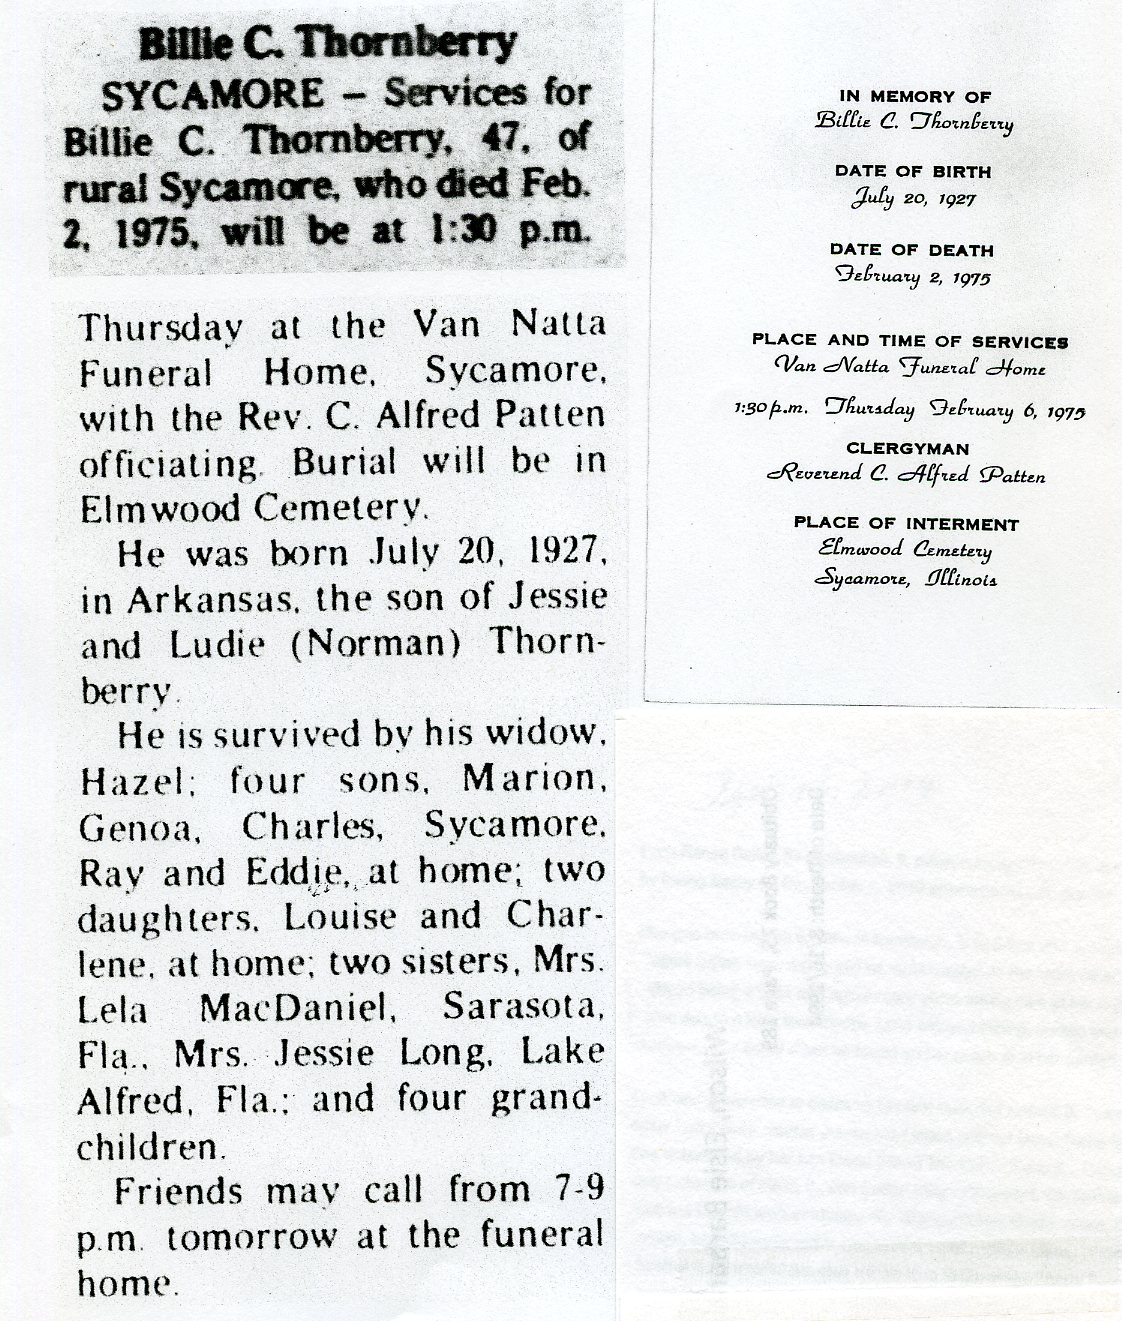 Billie C. Thornberry
SYCAMORE – Services for
Billie C. Thornberry, 47, of
rural Sycamore, who died Feb.
2, 1975, will be at 1:30 p.m.
Thursday at the Van Natta
Funeral Home, Sycamore,
with the Rev. C. Alfred Patten
officiating. Burial will be in
Elmwood Cemetery.
He was born July 20, 1927,
in Arkansas, the son of Jessie
and Ludie (Norman) Thorn-
berry.
He is survived by his widow,
Hazel; four sons, Marion,
Genoa, Charles, Sycamore,
Ray and Eddie, at home; two
daughters, Louise and Char-
lene, at home; two sisters, Mrs.
Lela MacDaniel, Sarasota,
Fla., Mrs. Jessie Long, Lake
Alfred, Fla.; and four grand-
children.
Friends may call from 7-9
p.m. tomorrow at the funeral
home.
IN MEMORY OF
Billie C. Thornberry
DATE OF BIRTH
July 20, 1927
DATE OF DEATH
February 2, 1975
PLACE AND TIME OF SERVICES
Van Natta Funeral Home
1:30 p.m. Thursday February 6, 1975
CLERGYMAN
Reverend C. Alfred Patten
PLACE OF INTERMENT
Elmwood Cemetery
Sycamore, Illinois